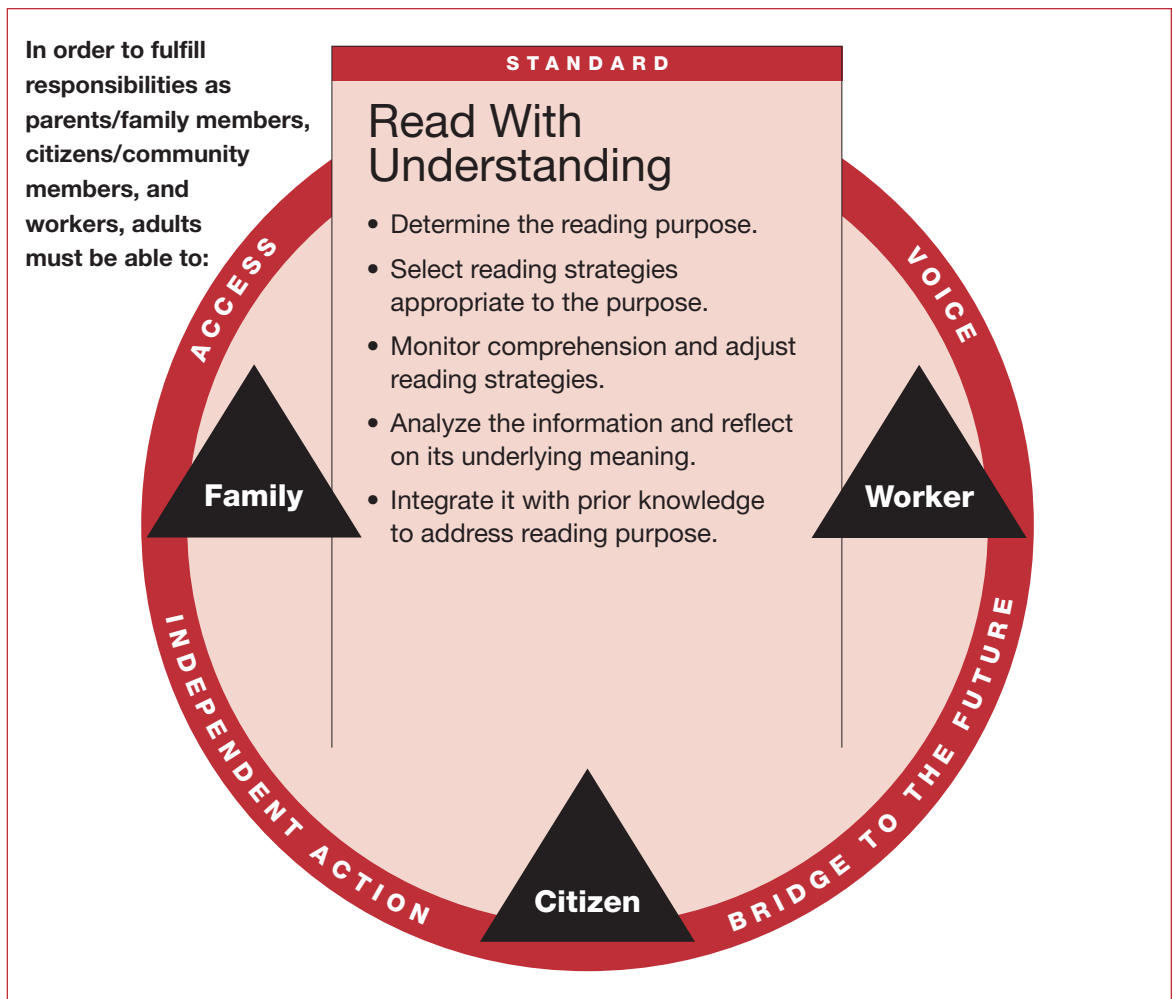 In order to fulfill
responsibilities as
parents/family members,
citizens/community
members, and
workers, adults
must be able to:
STANDARD
Read With
Understanding
• Determine the reading purpose.
• Select reading strategies
appropriate to the purpose.
• Monitor comprehension and adjust
reading strategies.
• Analyze the information and reflect
on its underlying meaning.
• Integrate it with prior knowledge
to address reading purpose.
ACCESS
VOICE
Family
Worker
INDEPENDENT ACTION
BRIDGE TO THE FUTURE
Citizen